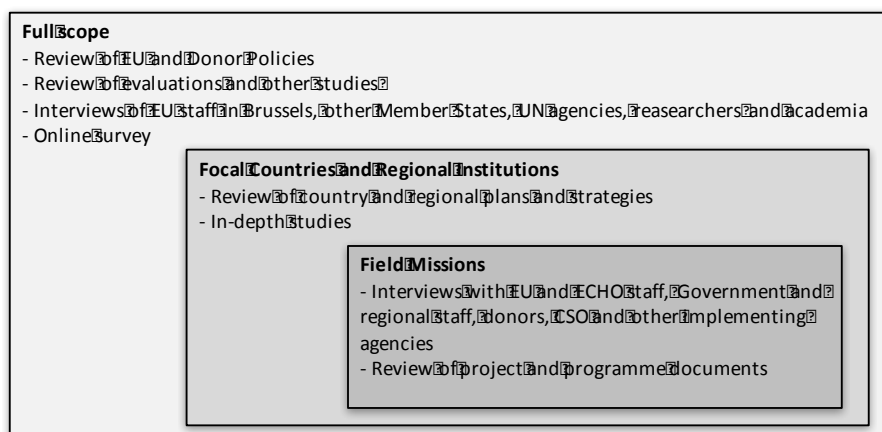 Full scope
- Review of EU and Donor Policies
- Review of evaluations and other studies
- Interviews of EU staff in Brussels, other Member States, UN agencies, reasearchers and academia
- Online survey
Focal Countries and Regional Institutions
- Review of country and regional plans and strategies
- In-depth studies
Field Missions
- Interviews with EU and ECHO staff, Government and
regional staff, donors, CSO and other implementing
agencies
- Review of project and programme documents